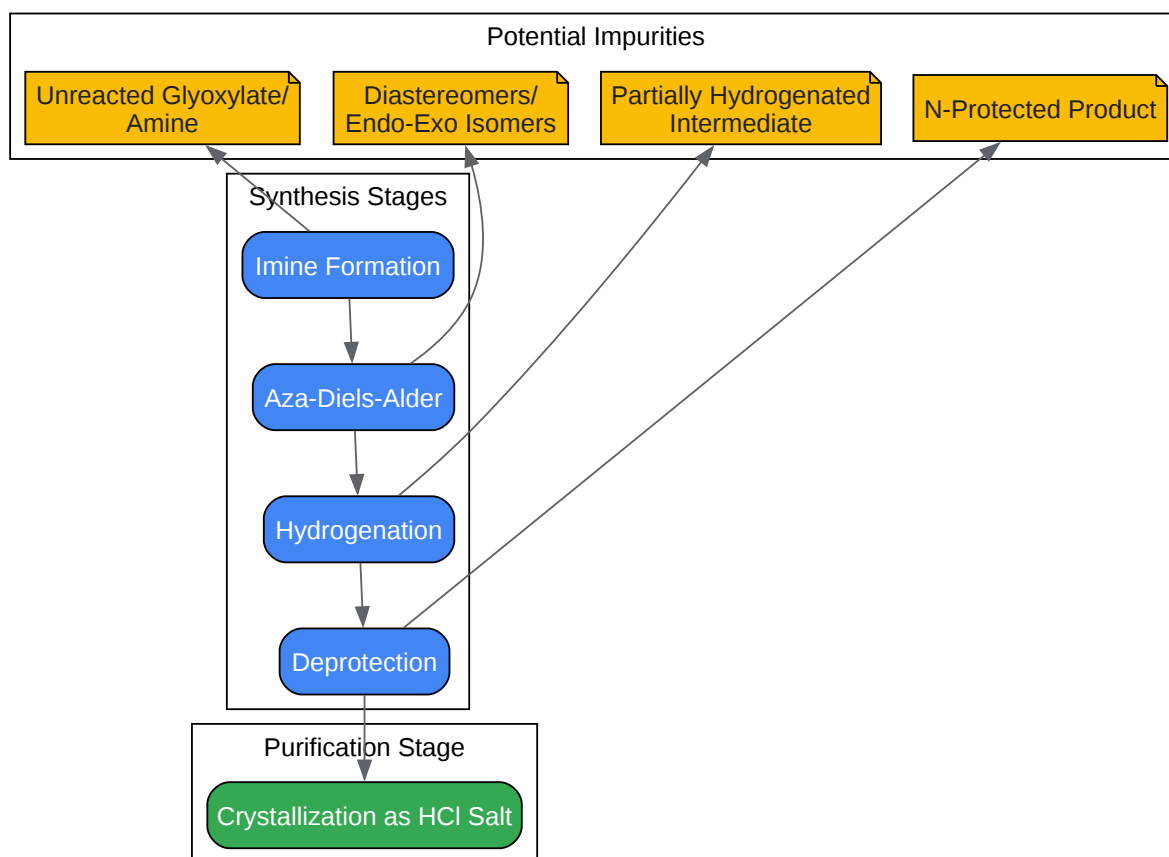 Potential Impurities
Unreacted Glyoxylate/
Amine
Diastereomers/
Endo-Exo Isomers
Partially Hydrogenated
Intermediate
N-Protected Product
Synthesis Stages
Imine Formation
Aza-Diels-Alder
Hydrogenation
Deprotection
Purification Stage
Crystallization as HCl Salt